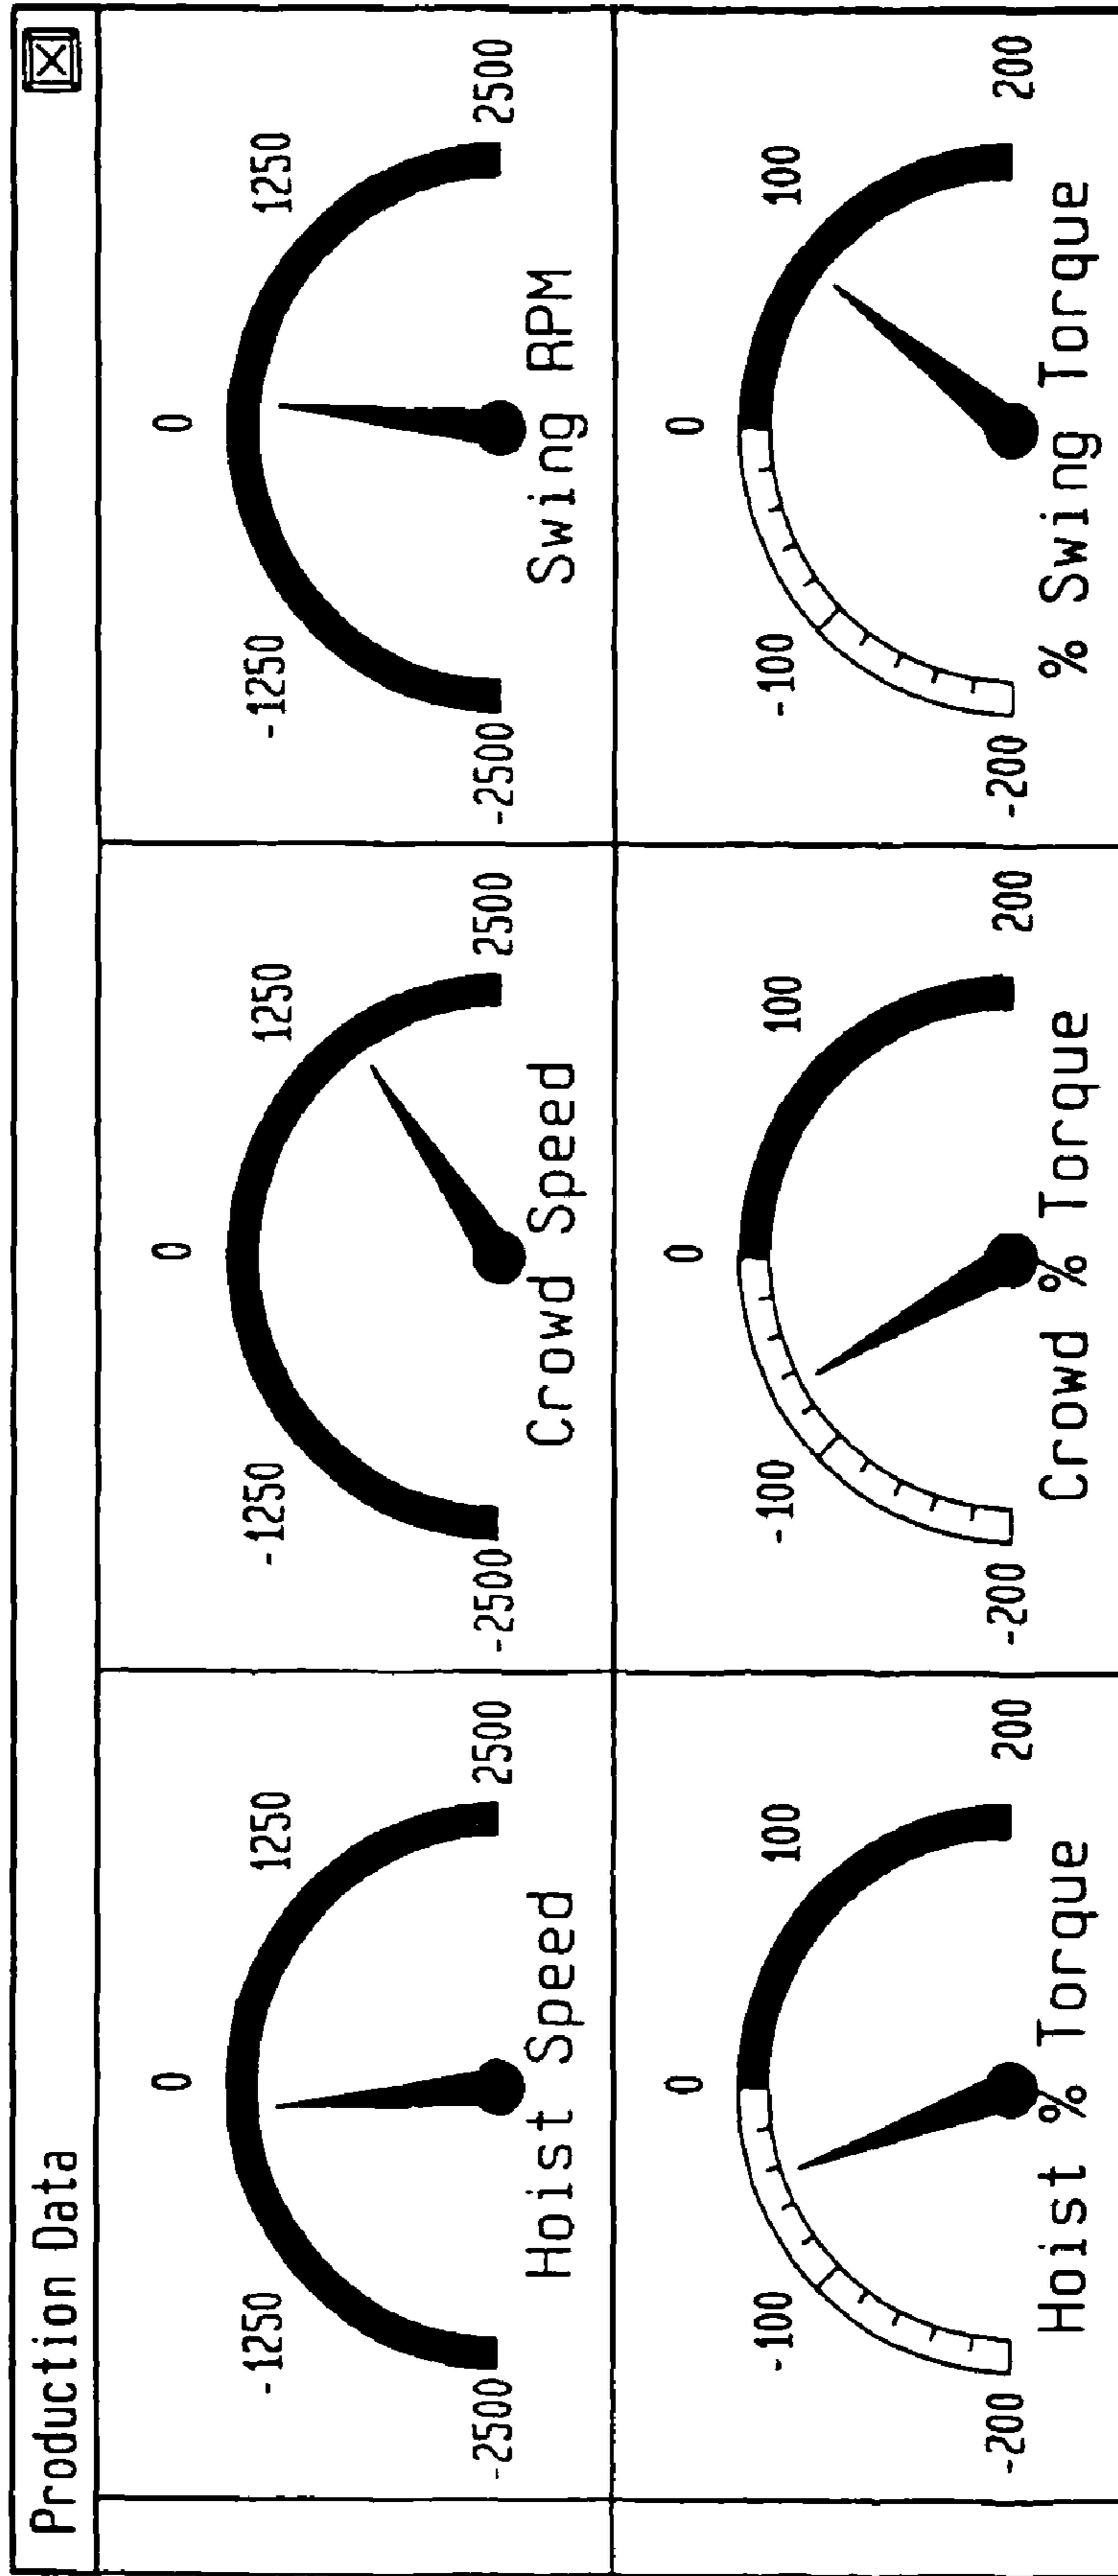 Production Data
0
-1250 1250
-2500 2500
Hoist Speed
0
-1250 1250
-2500 2500
Crowd Speed
0
-1250 1250
-2500 2500
Swing RPM
0
-100 100
-200 200
Hoist % Torque
0
-100 100
-200 200
Crowd % Torque
0
-100 100
-200 200
% Swing Torque